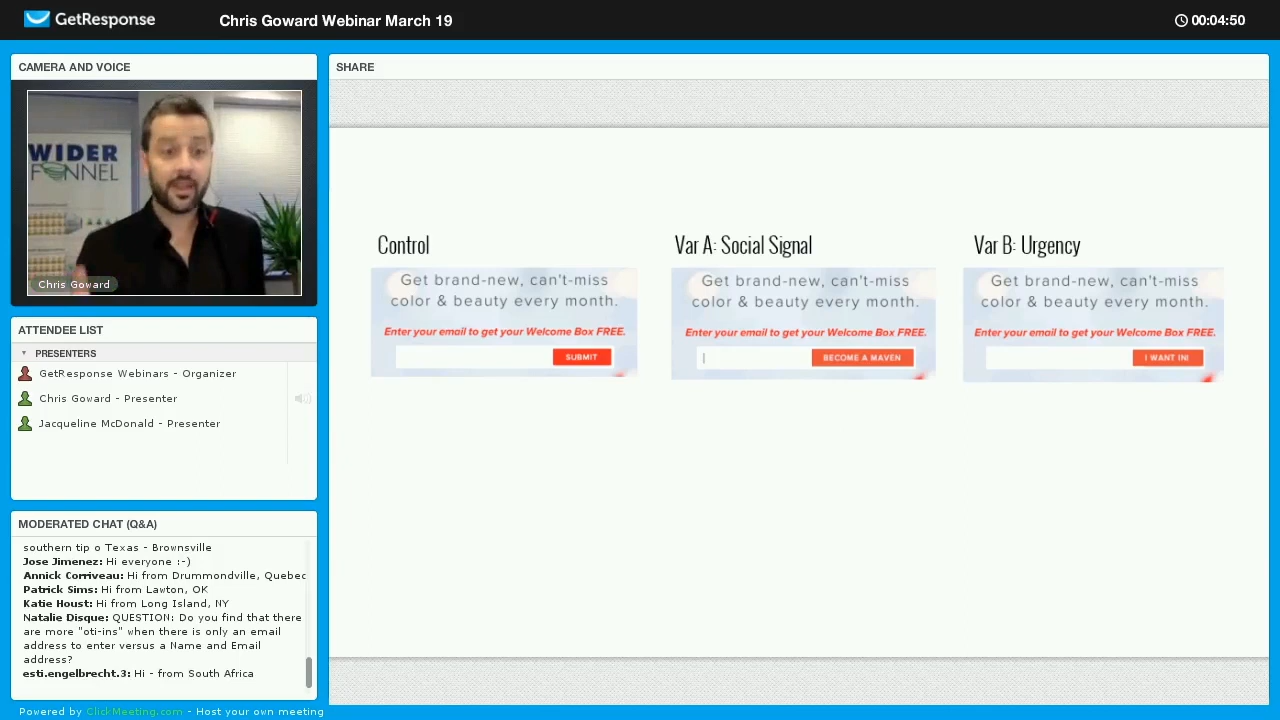 GetResponse
Chris Goward Webinar March 19
00:04:50
CAMERA AND VOICE
WIDER
FUNNEL
Chris Goward
ATTENDEE LIST
PRESENTERS
GetResponse Webinars - Organizer
Chris Goward - Presenter
Jacqueline McDonald - Presenter
MODERATED CHAT (Q&A)
southern tip o Texas - Brownsville
Jose Jimenez: Hi everyone :-)
Annick Corriveau: Hi from Drummondville, Quebec
Patrick Sims: Hi from Lawton, OK
Katie Houst: Hi from Long Island, NY
Natalie Disque: QUESTION: Do you find that there
are more "oti-ins" when there is only an email
address to enter versus a Name and Email
address?
esti.engelbrecht.3: Hi - from South Africa
Powered by ClickMeeting.com - Host your own meeting
SHARE
Control
Get brand-new, can't-miss
color & beauty every month.
Enter your email to get your Welcome Box FREE.
SUBMIT
Var A: Social Signal
Get brand-new, can't-miss
color & beauty every month.
Enter your email to get your Welcome Box FREE.
BECOME A MAVEN
Var B: Urgency
Get brand-new, can't-miss
color & beauty every month.
Enter your email to get your Welcome Box FREE.
I WANT IN!